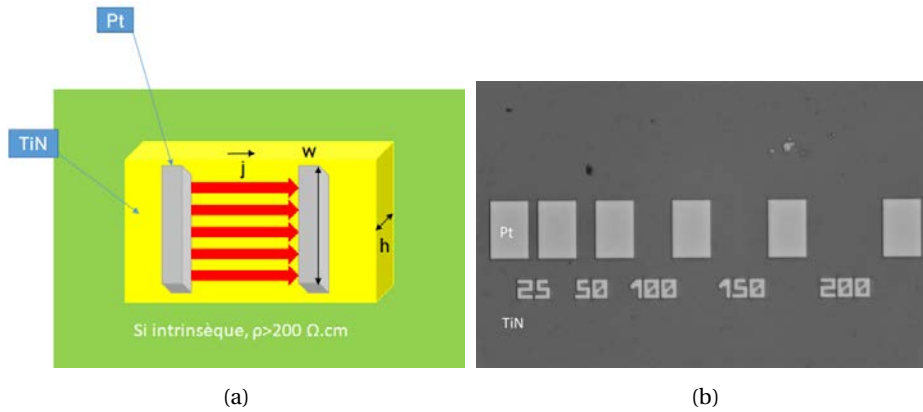 Pt
TiN
j
w
h
Si intrinsèque, ρ>200 Ω.cm
(a)
Pt
25 50 100 150 200
TiN
(b)